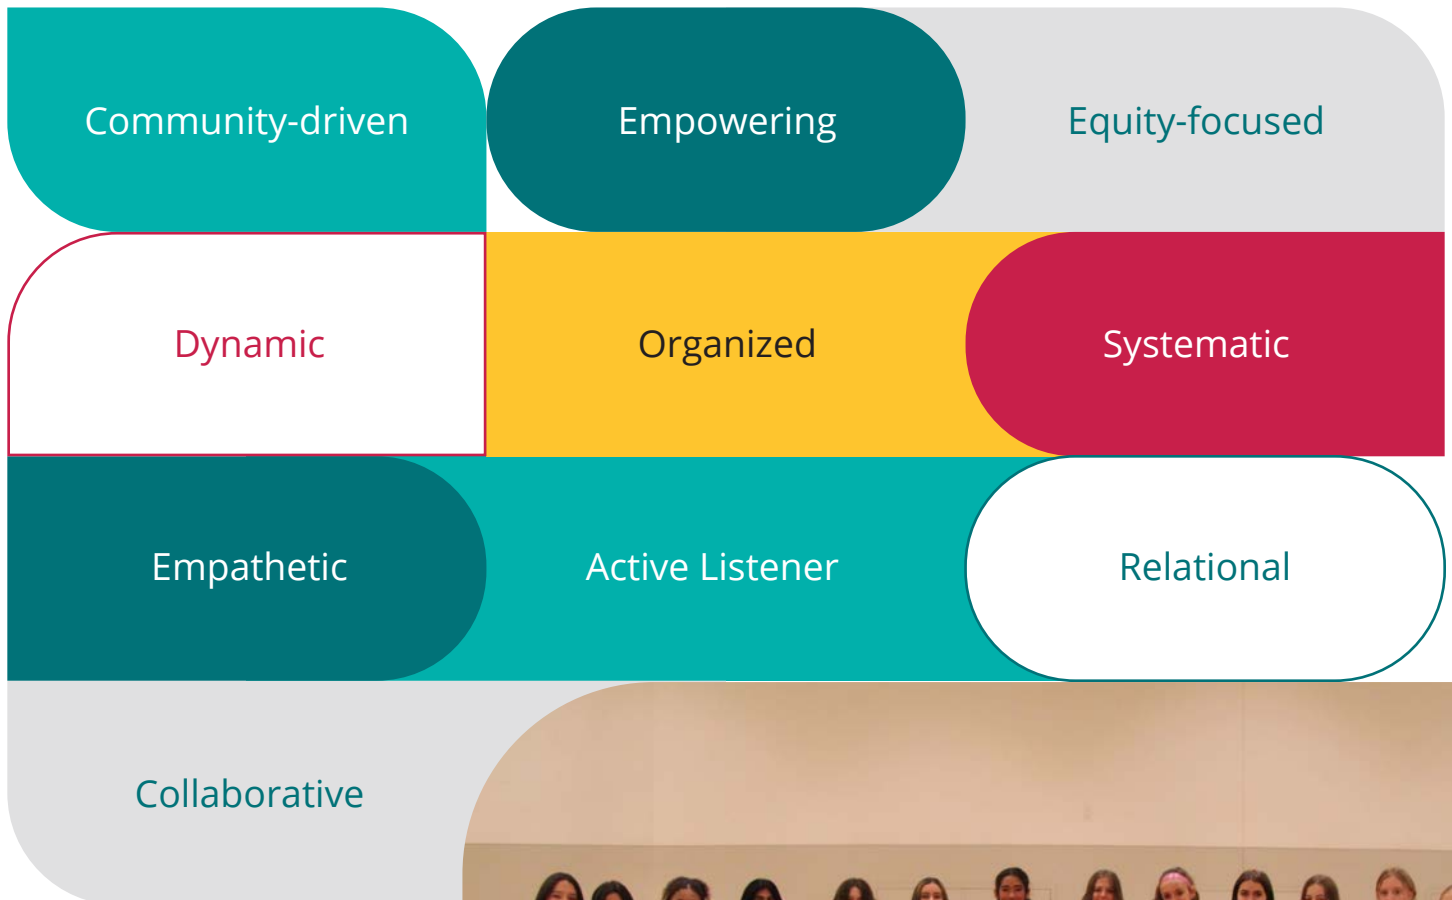 Community-driven
Empowering
Equity-focused
Dynamic
Organized
Systematic
Empathetic
Active Listener
Relational
Collaborative